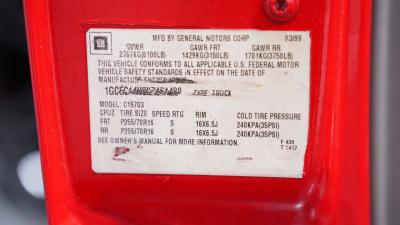 GM
MFD BY GENERAL MOTORS CORP 03/99
GVWR GAWR FRT GAWR RR
2767KG(6100LB) 1429KG(3150LB) 1701KG(3750LB)
THIS VEHICLE CONFORMS TO ALL APPLICABLE U.S. FEDERAL MOTOR
VEHICLE SAFETY STANDARDS IN EFFECT ON THE DATE OF
TYPE: TRUCK
MODEL: C15703
TIRE SIZE SPEED RTG RIM COLD TIRE PRESSURE
FRT P255/70R16 S 16X6.5J 240KPA(35PSI)
RR P255/70R16 S 16X6.5J 240KPA(35PSI)
SEE OWNER'S MANUAL FOR MORE INFORMATION.